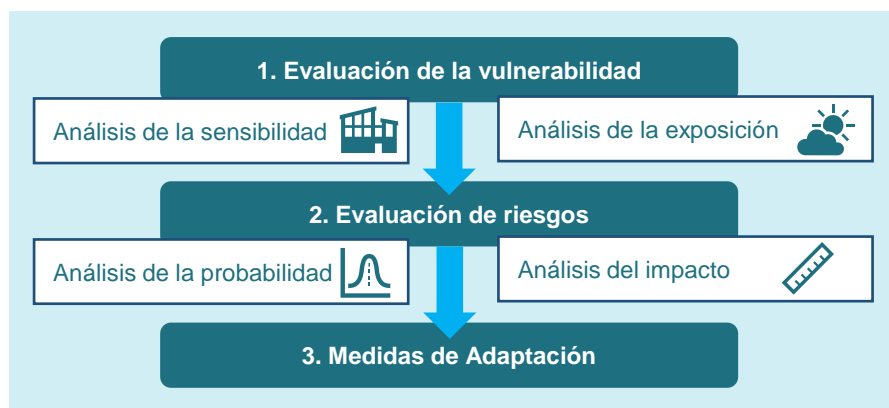 1. Evaluación de la vulnerabilidad
Análisis de la sensibilidad
Análisis de la exposición
2. Evaluación de riesgos
Análisis de la probabilidad
Análisis del impacto
3. Medidas de Adaptación